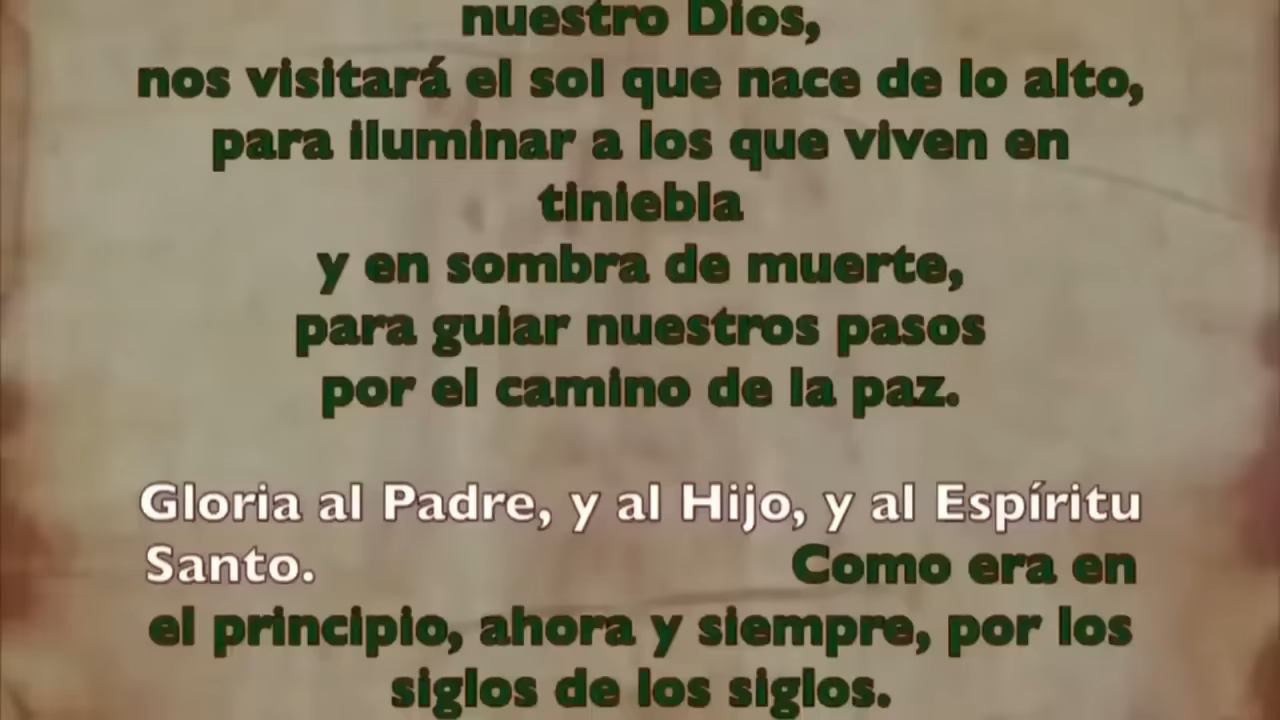 nuestro Dios,
nos visitará el sol que nace de lo alto,
para iluminar a los que viven en
tiniebla
y en sombra de muerte,
para guiar nuestros pasos
por el camino de la paz.
Gloria al Padre, y al Hijo, y al Espíritu
Santo. Como era en
el principio, ahora y siempre, por los
siglos de los siglos.